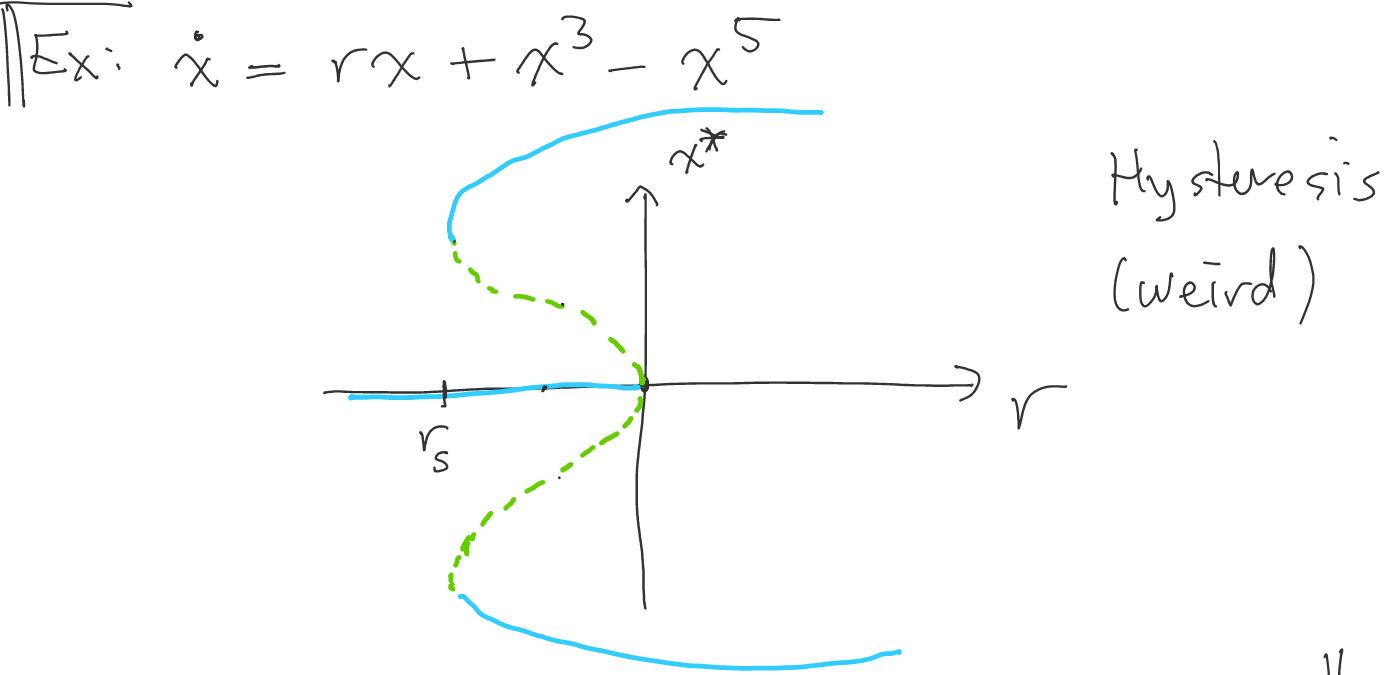 Ex: ẋ = rx + x³ - x⁵
x*
Hysteresis
(weird)
r
rₛ